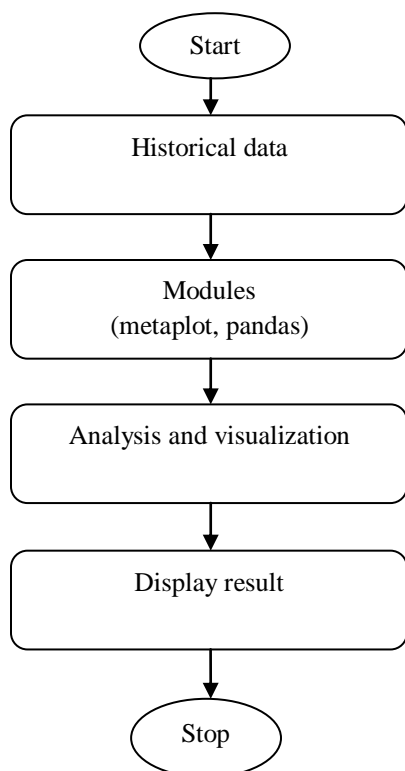 Start
Historical data
Modules
(metaplot, pandas)
Analysis and visualization
Display result
Stop